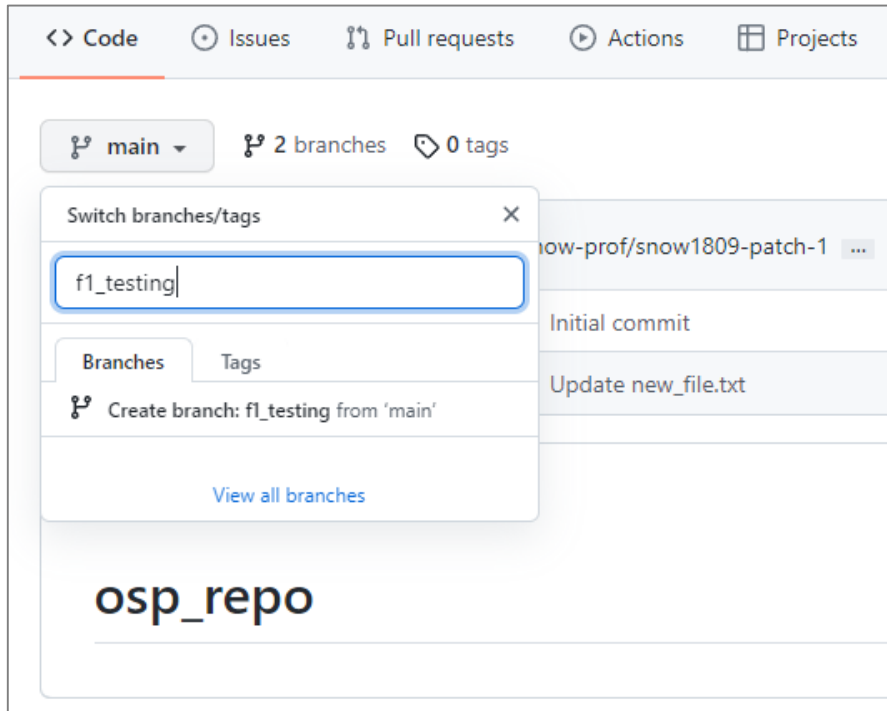 <> Code Issues Pull requests Actions Projects
main 2 branches 0 tags
Switch branches/tags
now-prof/snow1809-patch-1 ...
f1_testing
Initial commit
Branches Tags
Update new_file.txt
Create branch: f1_testing from ‘main’
View all branches
osp_repo